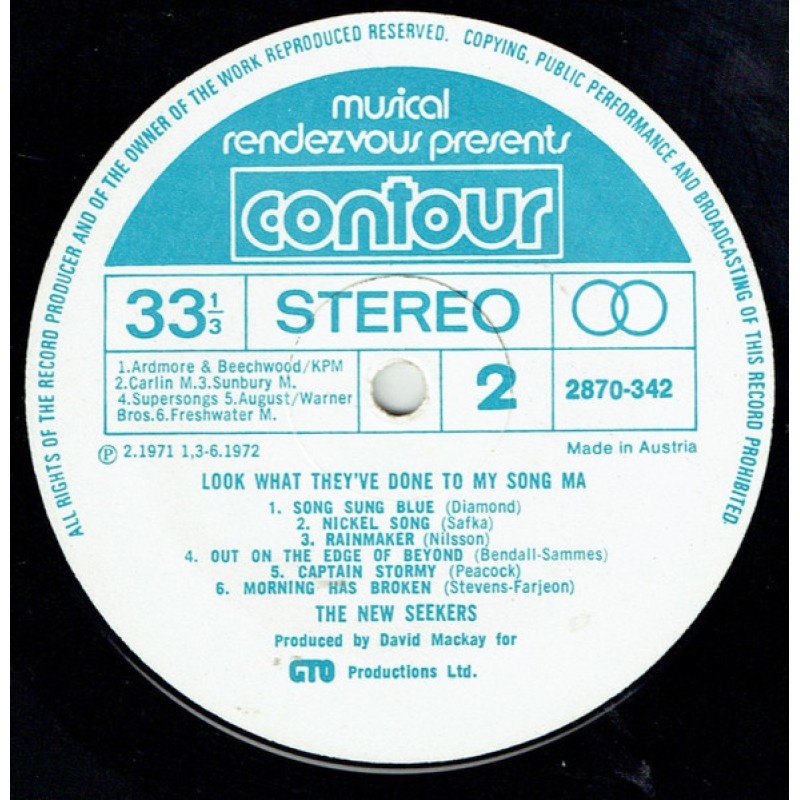 ALL RIGHTS OF THE RECORD PRODUCER AND OF THE OWNER OF THE WORK REPRODUCED RESERVED. COPYING, PUBLIC PERFORMANCE AND BROADCASTING OF THIS RECORD PROHIBITED.
musical
rendezvous presents
contour
33 1/3 STEREO
1.Ardmore & Beechwood/KPM
2.Carlin M.3.Sunbury M.
4.Supersongs 5.August/Warner
Bros.6.Freshwater M.
2
2870-342
℗ 2.1971 1,3-6.1972
Made in Austria
LOOK WHAT THEY'VE DONE TO MY SONG MA
1. SONG SUNG BLUE (Diamond)
2. NICKEL SONG (Safka)
3. RAINMAKER (Nilsson)
4. OUT ON THE EDGE OF BEYOND (Bendall-Sammes)
5. CAPTAIN STORMY (Peacock)
6. MORNING HAS BROKEN (Stevens-Farjeon)
THE NEW SEEKERS
Produced by David Mackay for
GTO Productions Ltd.